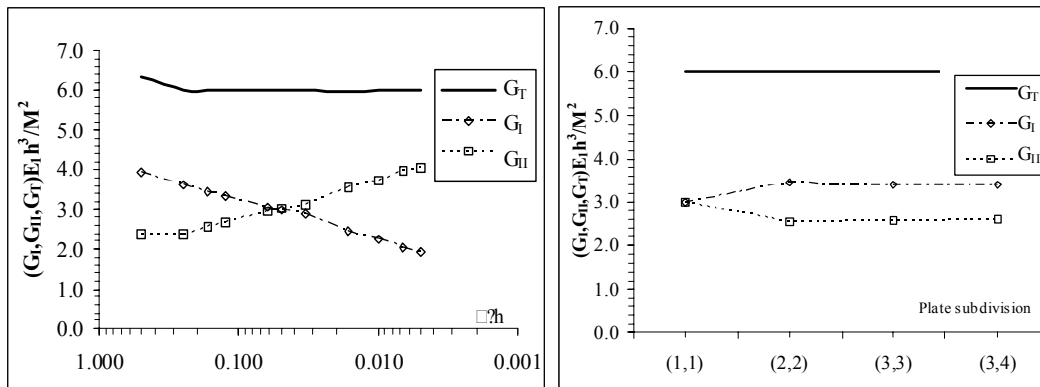 (G_I,G_II,G_T)E_I h^3/M^2
7.0
6.0
5.0
4.0
3.0
2.0
1.0
0.0
1.000 0.100 0.010 0.001
□?h
G_T
G_I
G_II
(G_I,G_II,G_T)E_I h^3/M^2
7.0
6.0
5.0
4.0
3.0
2.0
1.0
0.0
(1,1) (2,2) (3,3) (3,4)
Plate subdivision
G_T
G_I
G_II